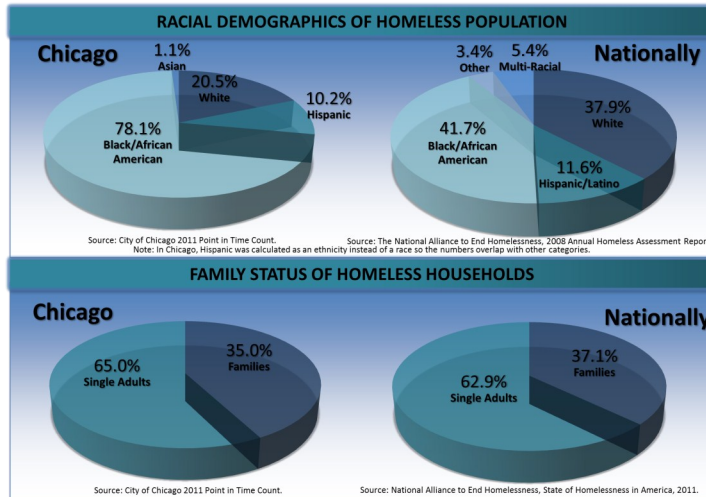 RACIAL DEMOGRAPHICS OF HOMELESS POPULATION
Chicago
1.1%
Asian
20.5%
White
10.2%
Hispanic
78.1%
Black/African
American
Nationally
3.4%
Other
5.4%
Multi-Racial
37.9%
White
41.7%
Black/African
American
11.6%
Hispanic/Latino
Source: City of Chicago 2011 Point in Time Count.
Source: The National Alliance to End Homelessness, 2008 Annual Homeless Assessment Repor
Note: In Chicago, Hispanic was calculated as an ethnicity instead of a race so the numbers overlap with other categories.
FAMILY STATUS OF HOMELESS HOUSEHOLDS
Chicago
65.0%
Single Adults
35.0%
Families
Nationally
62.9%
Single Adults
37.1%
Families
Source: City of Chicago 2011 Point in Time Count.
Source: National Alliance to End Homelessness, State of Homelessness in America, 2011.